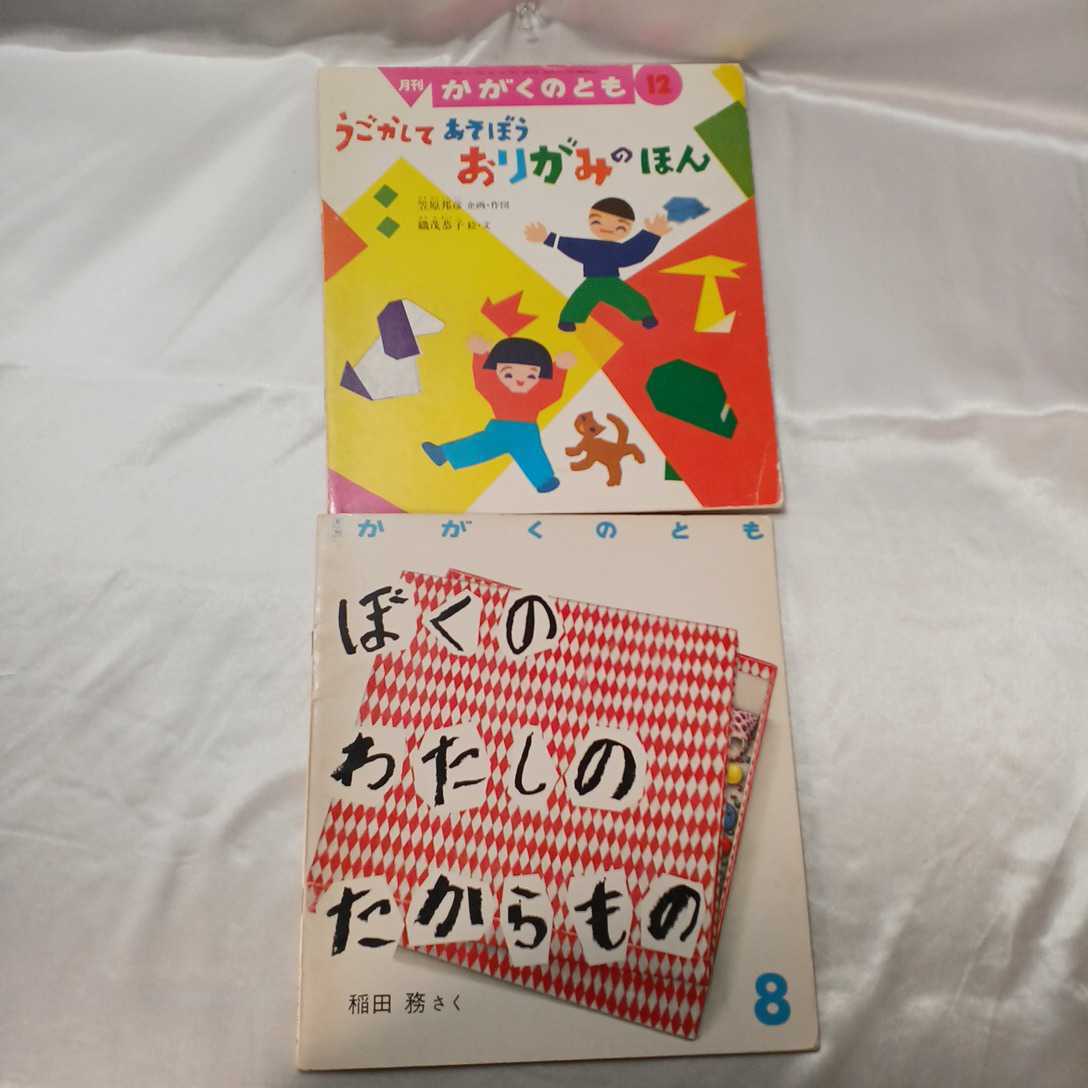 月刊 かがくのとも 12
うごかして あそぼう
おりがみの ほん
笠原邦彦 企画・作図
織茂恭子 絵・文
かがくのとも
ぼくの
わたしの
たからもの
稲田 務 さく
8